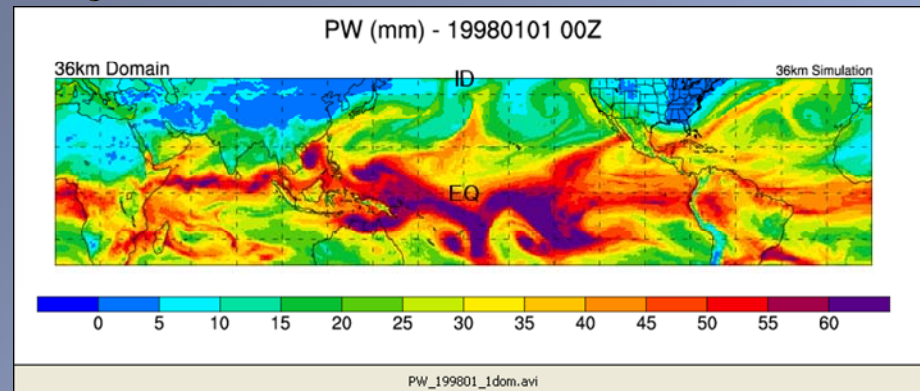 PW (mm) - 19980101 00Z
36km Domain
ID
36km Simulation
EQ
0 5 10 15 20 25 30 35 40 45 50 55 60
PW_199801_1dom.avi